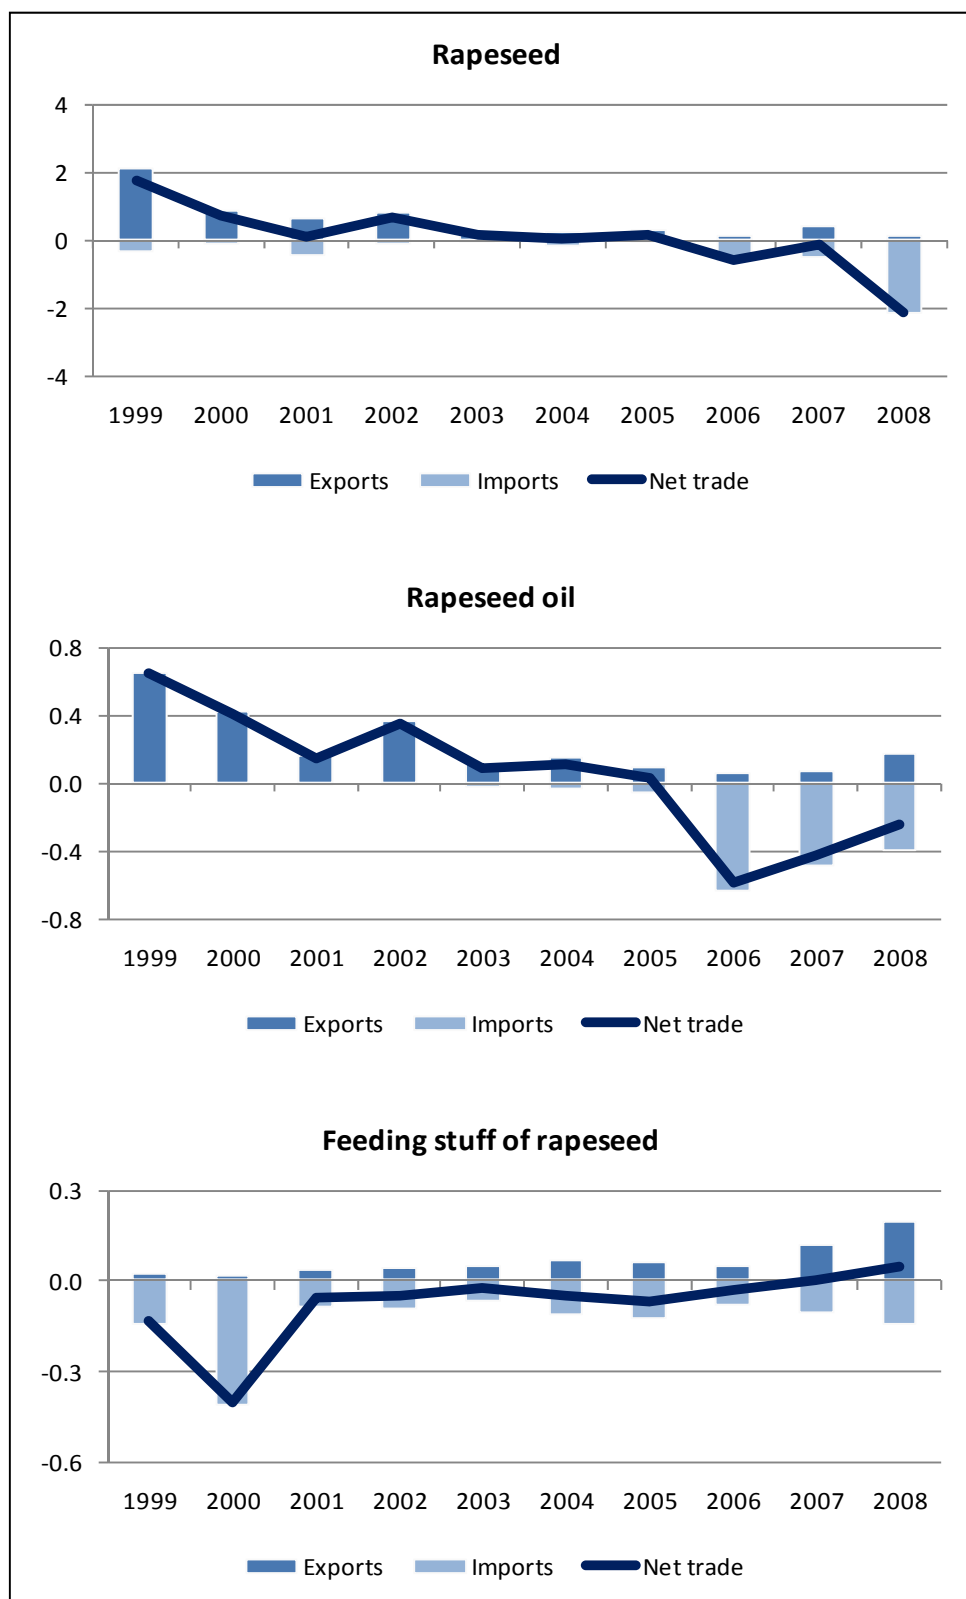 Rapeseed
4
2
0
-2
-4
1999 2000 2001 2002 2003 2004 2005 2006 2007 2008
Exports Imports Net trade
Rapeseed oil
0.8
0.4
0.0
-0.4
-0.8
1999 2000 2001 2002 2003 2004 2005 2006 2007 2008
Exports Imports Net trade
Feeding stuff of rapeseed
0.3
0.0
-0.3
-0.6
1999 2000 2001 2002 2003 2004 2005 2006 2007 2008
Exports Imports Net trade